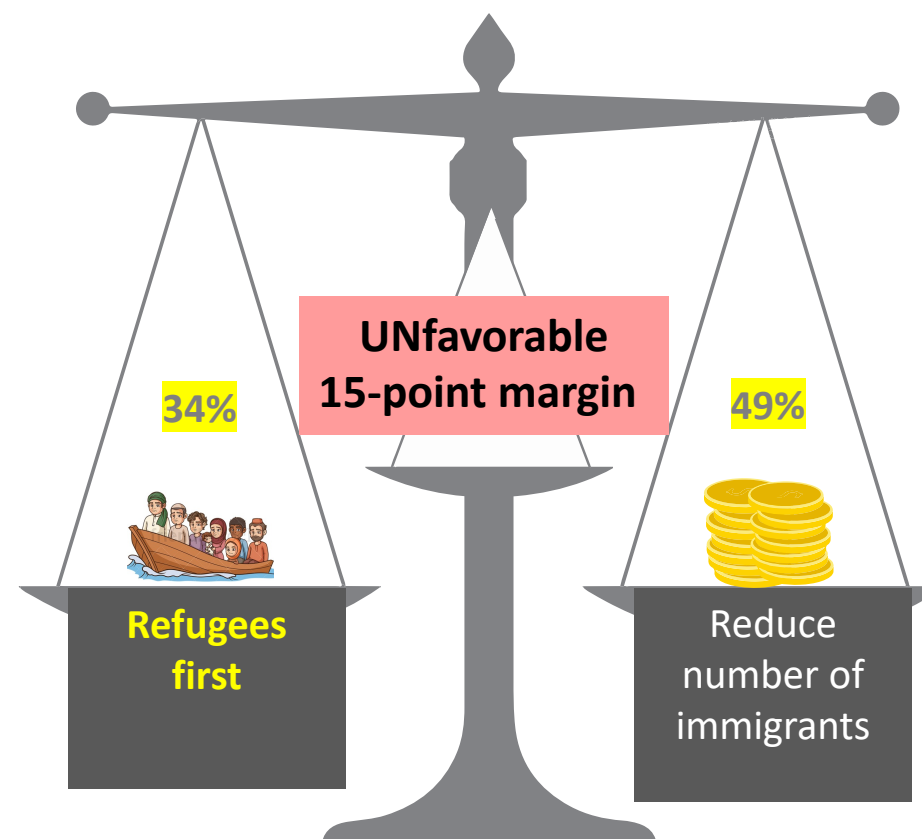 UNfavorable
15-point margin
34%
49%
Refugees
first
Reduce
number of
immigrants